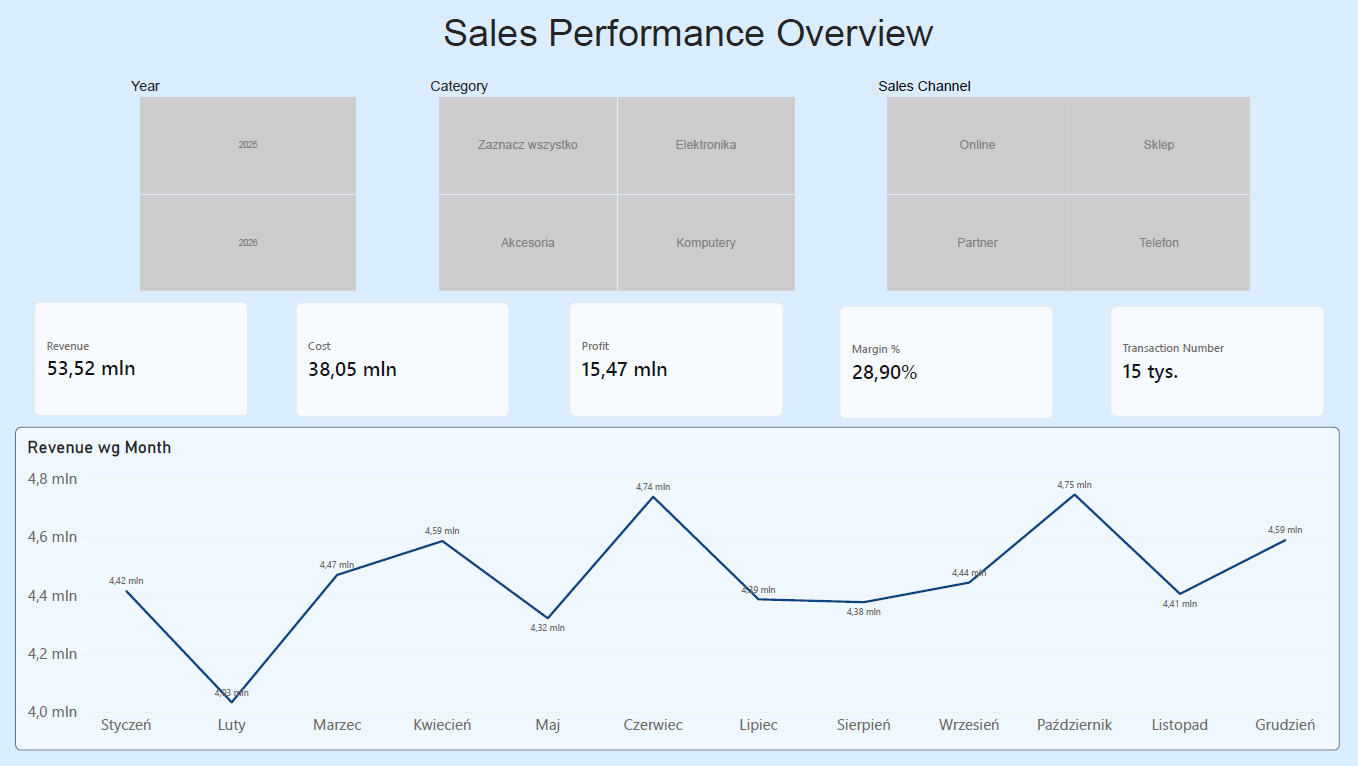 Sales Performance Overview
Year
Category
Sales Channel
2025
Zaznacz wszystko
Elektronika
Online
Sklep
2026
Akcesoria
Komputery
Partner
Telefon
Revenue
53,52 mln
Cost
38,05 mln
Profit
15,47 mln
Margin %
28,90%
Transaction Number
15 tys.
Revenue wg Month
4,8 mln
4,6 mln
4,4 mln
4,2 mln
4,0 mln
4,42 mln
4,03 mln
4,47 mln
4,59 mln
4,32 mln
4,74 mln
4,39 mln
4,38 mln
4,44 mln
4,75 mln
4,41 mln
4,59 mln
Styczeń
Luty
Marzec
Kwiecień
Maj
Czerwiec
Lipiec
Sierpień
Wrzesień
Październik
Listopad
Grudzień